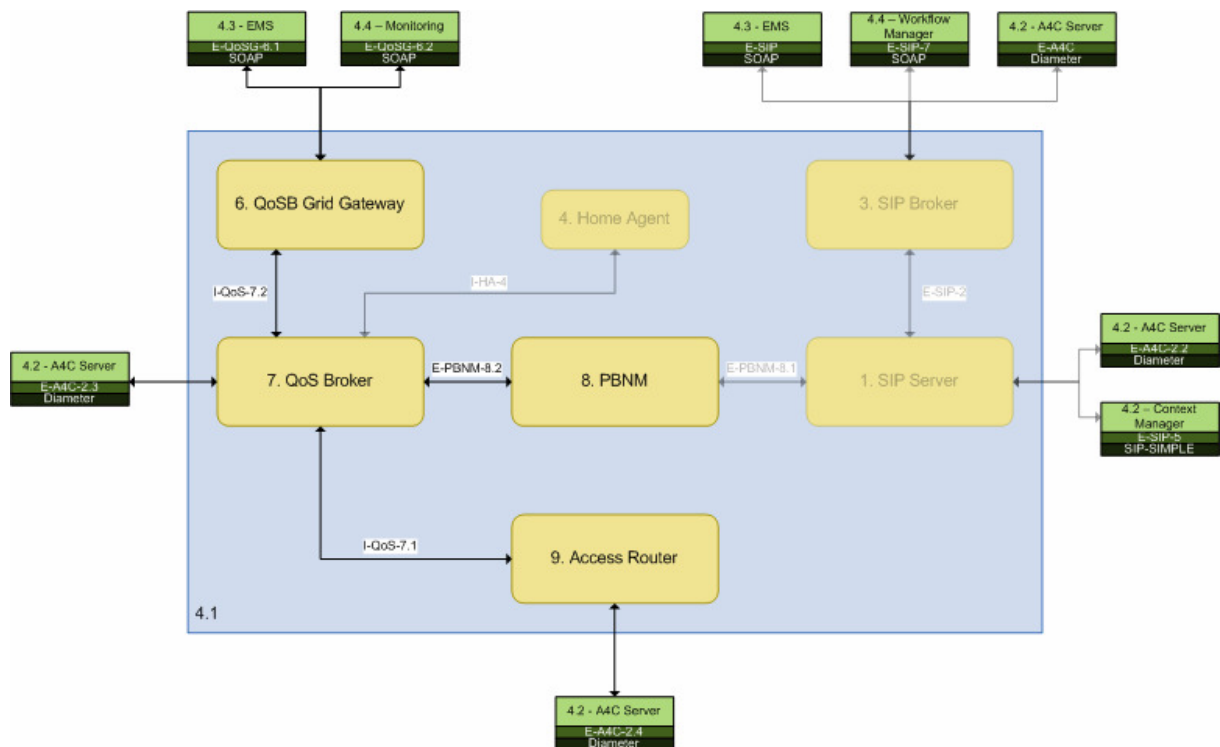 4.3 - EMS
E-QoSG-6.1
SOAP
4.4 – Monitoring
E-QoSG-6.2
SOAP
4.3 - EMS
E-SIP
SOAP
4.4 – Workflow
Manager
E-SIP-7
SOAP
4.2 - A4C Server
E-A4C
Diameter
6. QoSB Grid Gateway
4. Home Agent
3. SIP Broker
I-QoS-7.2
I-HA-4
E-SIP-2
4.2 - A4C Server
E-A4C-2.3
Diameter
7. QoS Broker
E-PBNM-8.2
8. PBNM
E-PBNM-8.1
1. SIP Server
4.2 - A4C Server
E-A4C-2.2
Diameter
4.2 – Context
Manager
E-SIP-5
SIP-SIMPLE
I-QoS-7.1
9. Access Router
4.1
4.2 - A4C Server
E-A4C-2.4
Diameter